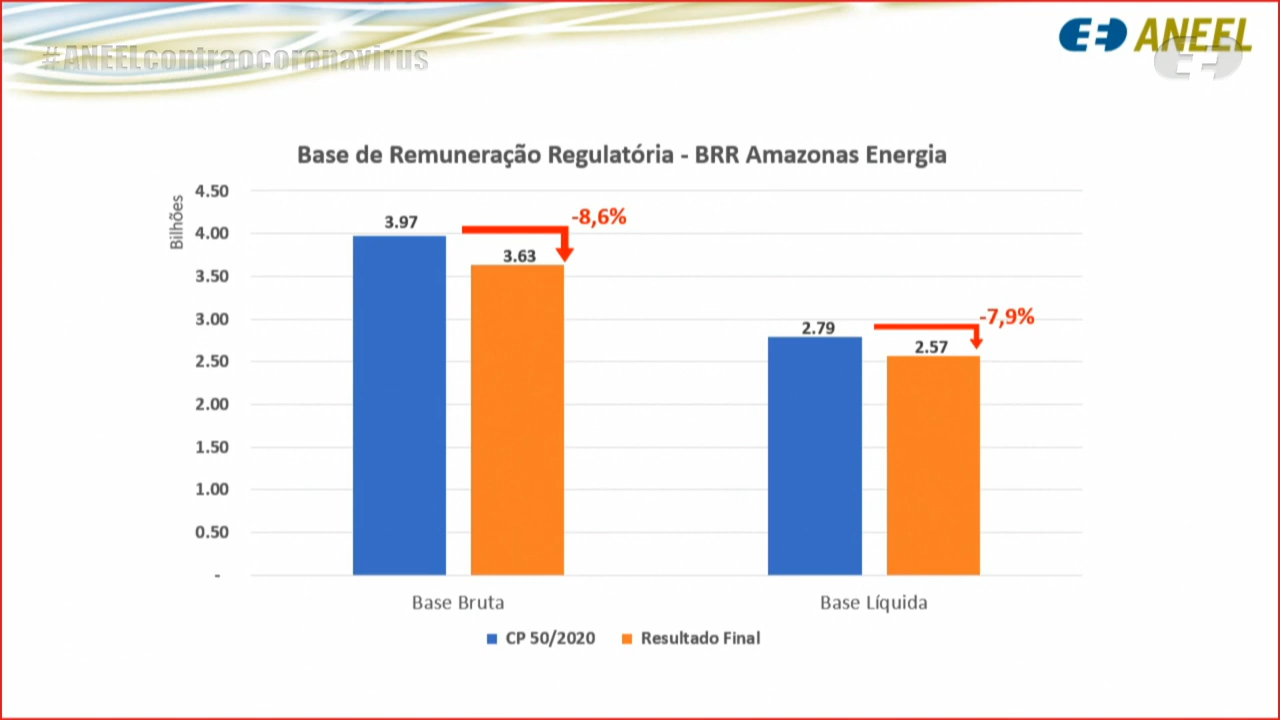 #ANEELcontraocoronavirus
ANEEL
Base de Remuneração Regulatória - BRR Amazonas Energia
Bilhões
4.50
4.00
3.50
3.00
2.50
2.00
1.50
1.00
0.50
-
3.97
-8,6%
3.63
2.79
-7,9%
2.57
Base Bruta
Base Líquida
CP 50/2020
Resultado Final